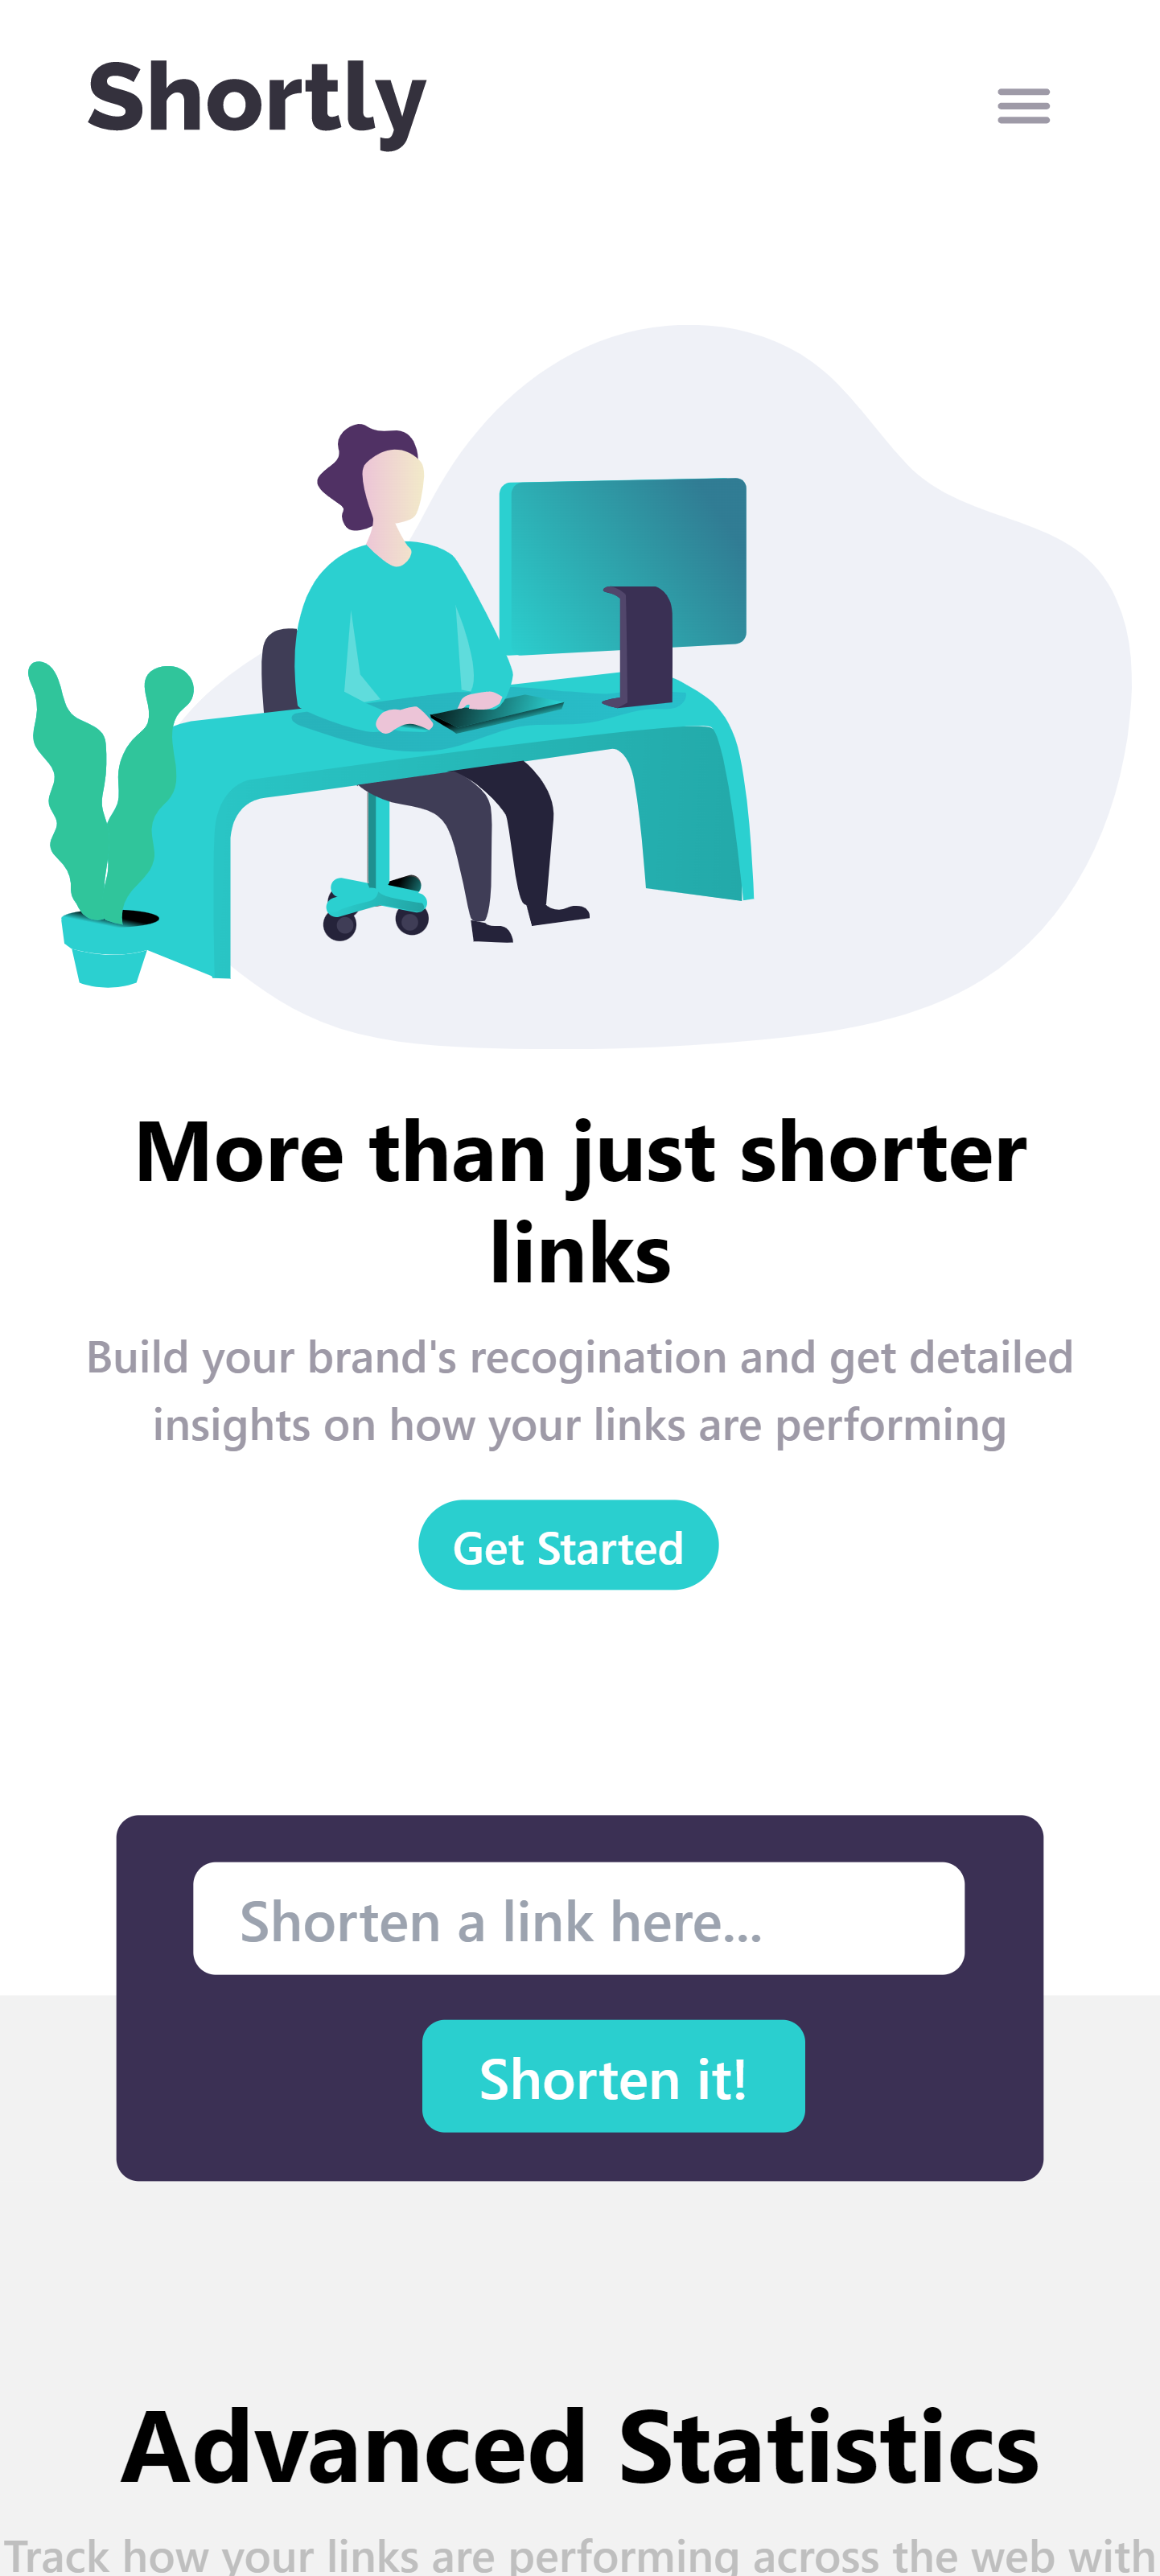 Shortly
More than just shorter
links
Build your brand's recogination and get detailed
insights on how your links are performing
Get Started
Shorten a link here...
Shorten it!
Advanced Statistics
Track how your links are performing across the web with